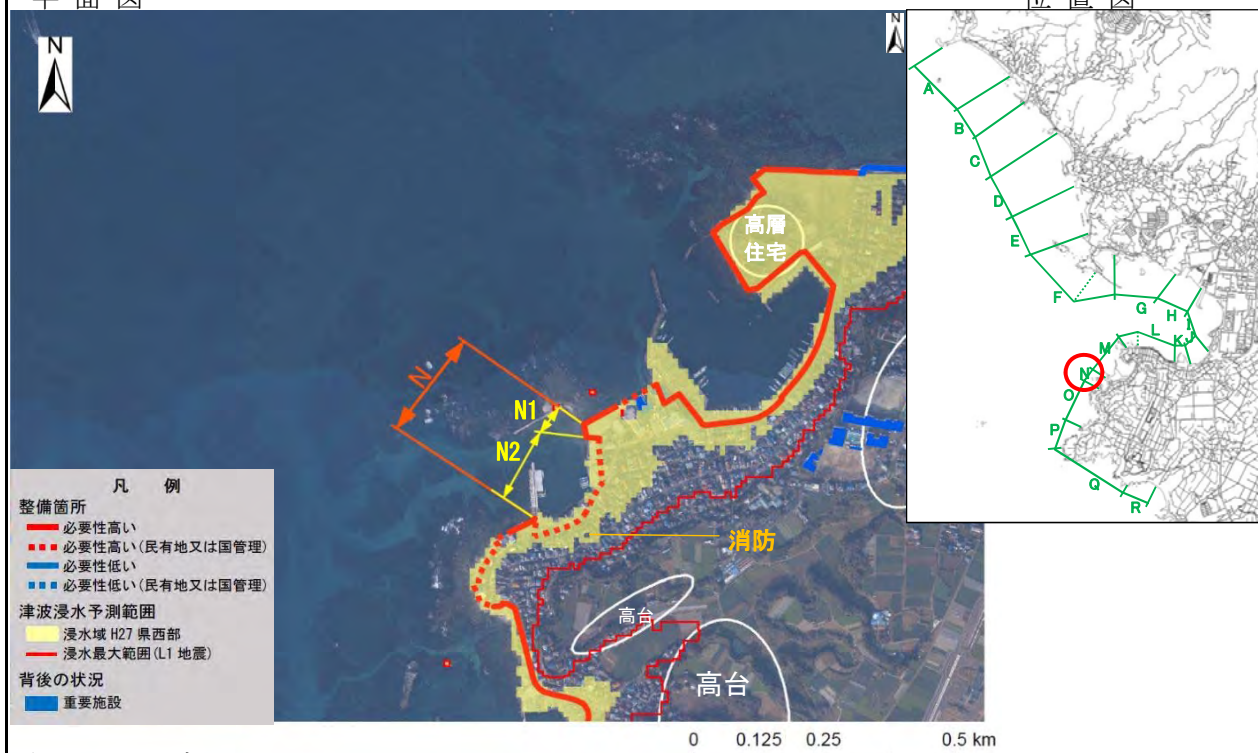 平面図
位置図
N
N
高層
住宅
N
N1
N2
消防
高台
高台
凡 例
整備箇所
必要性高い
必要性高い(民有地又は国管理)
必要性低い
必要性低い(民有地又は国管理)
津波浸水予測範囲
浸水域 H27 県西部
浸水最大範囲(L1 地震)
背後の状況
重要施設
A
B
C
D
E
F
G
H
I
J
K
L
M
N
O
P
Q
R
0 0.125 0.25 0.5 km